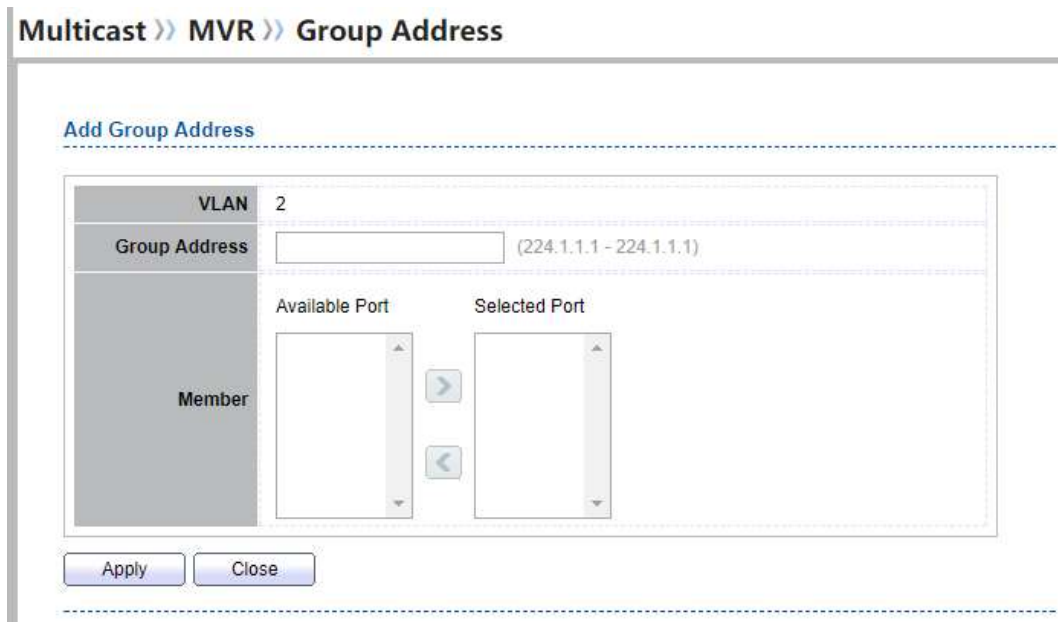 Multicast 》 MVR 》 Group Address
Add Group Address
VLAN 2
Group Address (224.1.1.1 - 224.1.1.1)
Available Port Selected Port
Member
Apply Close